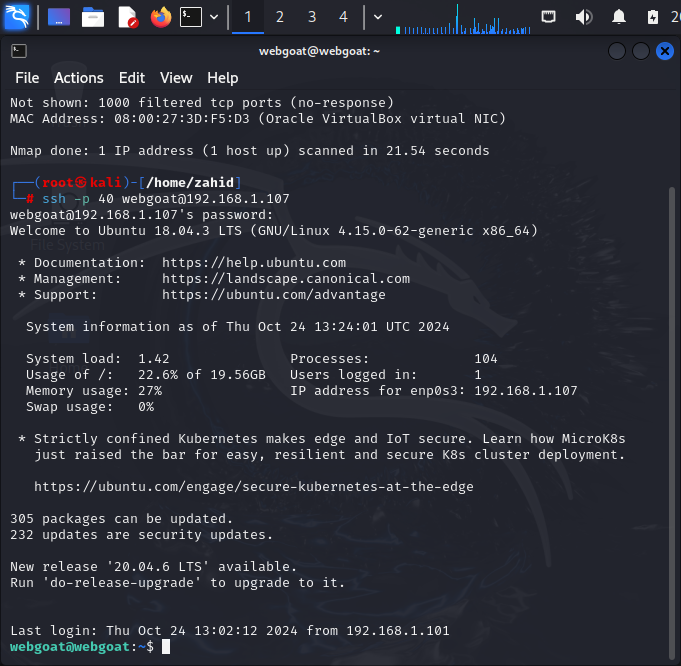 1 2 3 4 2
webgoat@webgoat: ~
File Actions Edit View Help
Not shown: 1000 filtered tcp ports (no-response)
MAC Address: 08:00:27:3D:F5:D3 (Oracle VirtualBox virtual NIC)
Nmap done: 1 IP address (1 host up) scanned in 21.54 seconds
┌──(root㉿kali)-[/home/zahid]
└─# ssh -p 40 webgoat@192.168.1.107
webgoat@192.168.1.107's password:
Welcome to Ubuntu 18.04.3 LTS (GNU/Linux 4.15.0-62-generic x86_64)
File System
* Documentation: https://help.ubuntu.com
* Management: https://landscape.canonical.com
* Support: https://ubuntu.com/advantage
System information as of Thu Oct 24 13:24:01 UTC 2024
System load: 1.42 Processes: 104
Usage of /: 22.6% of 19.56GB Users logged in: 1
Memory usage: 27% IP address for enp0s3: 192.168.1.107
Swap usage: 0%
* Strictly confined Kubernetes makes edge and IoT secure. Learn how MicroK8s
just raised the bar for easy, resilient and secure K8s cluster deployment.
https://ubuntu.com/engage/secure-kubernetes-at-the-edge
305 packages can be updated.
232 updates are security updates.
New release '20.04.6 LTS' available.
Run 'do-release-upgrade' to upgrade to it.
Last login: Thu Oct 24 13:02:12 2024 from 192.168.1.101
webgoat@webgoat:~$